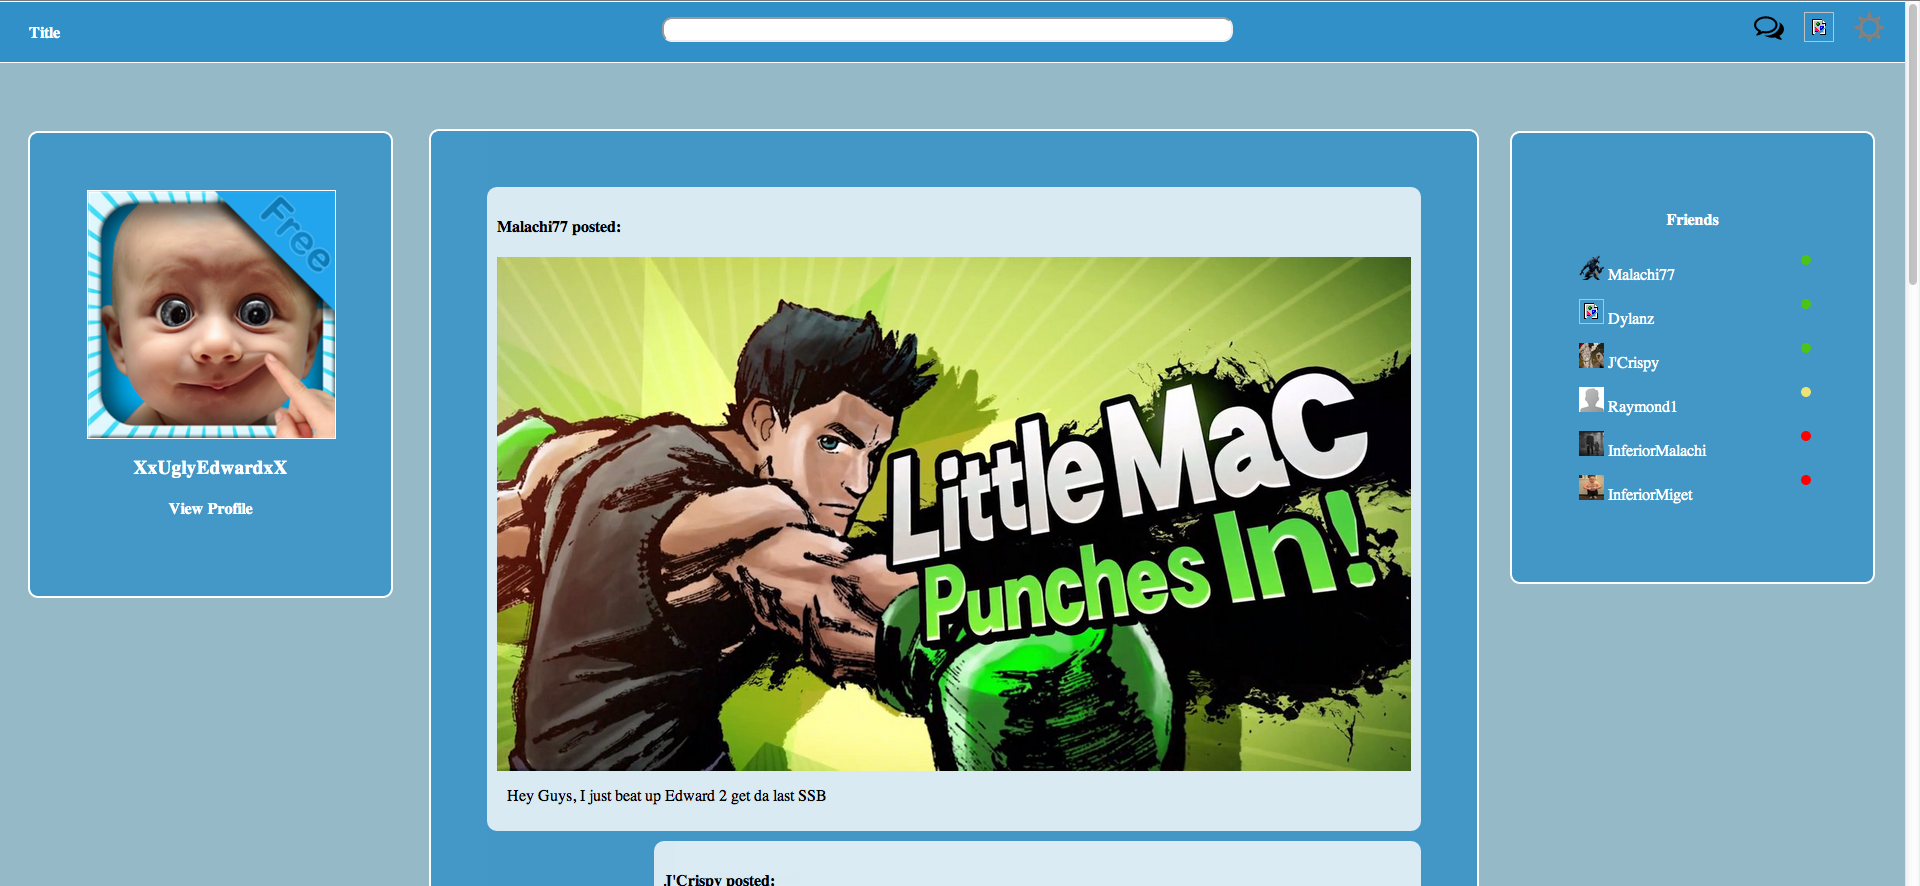 Title
Free
XxUglyEdwardxX
View Profile
Malachi77 posted:
Little Mac
Punches In!
Hey Guys, I just beat up Edward 2 get da last SSB
J'Crispy posted:
Friends
Malachi77
Dylanz
J'Crispy
Raymond1
InferiorMalachi
InferiorMiget